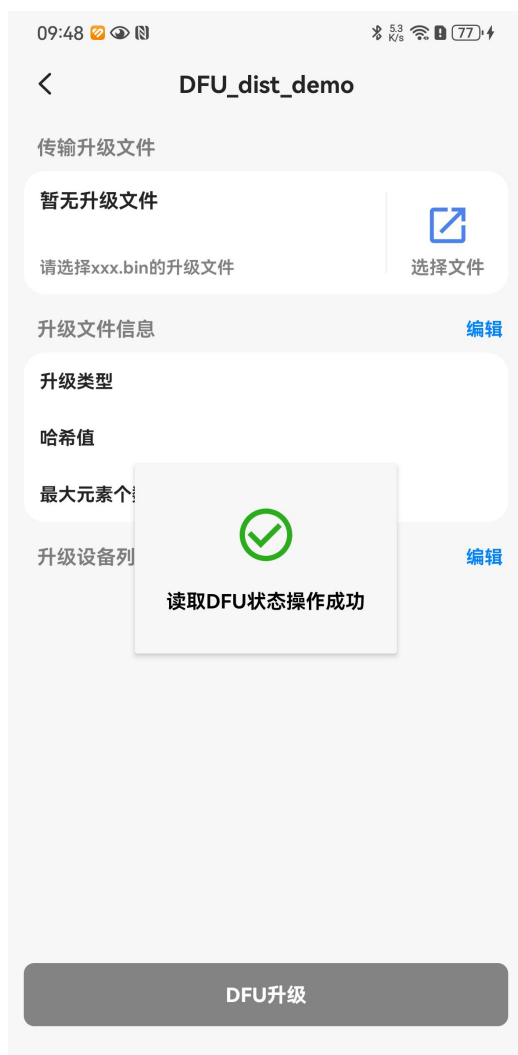 09:48
5.3
K/s
77
DFU_dist_demo
传输升级文件
暂无升级文件
请选择xxx.bin的升级文件
选择文件
升级文件信息
编辑
升级类型
哈希值
最大元素个
升级设备列
编辑
读取DFU状态操作成功
DFU升级